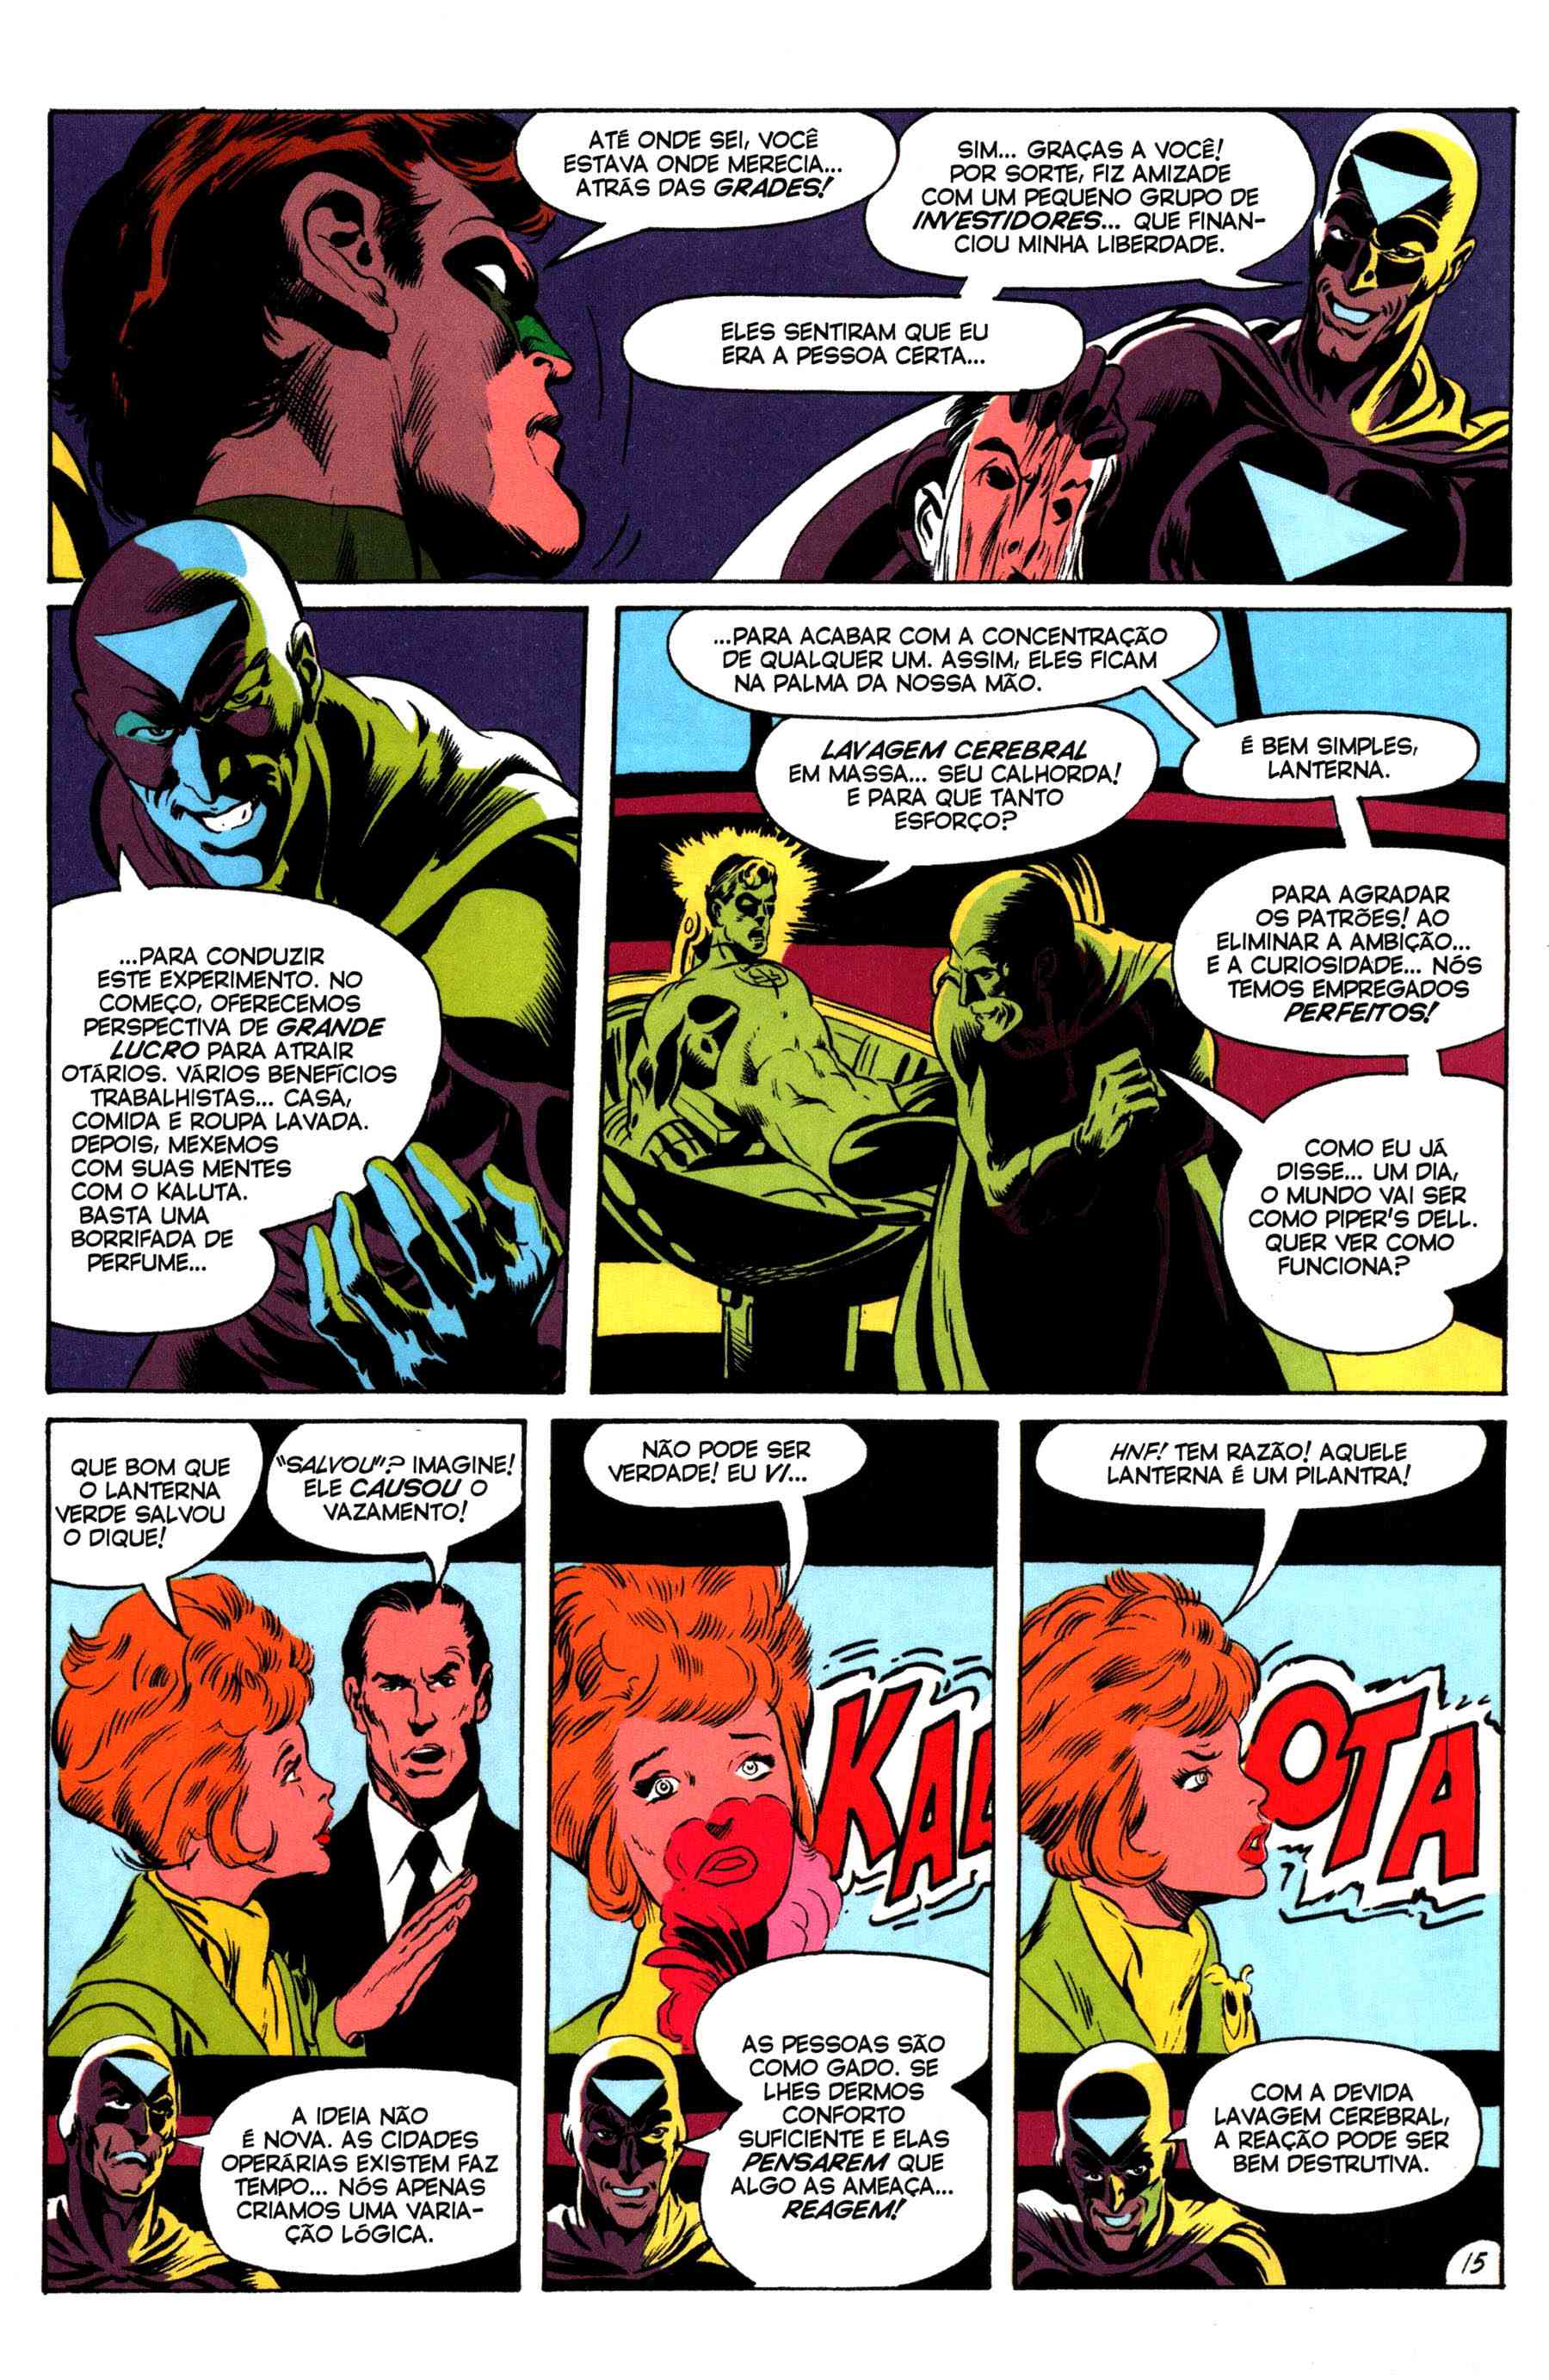 ATÉ ONDE SEI, VOCÊ
ESTAVA ONDE MERECIA...
ATRÁS DAS GRADES!
SIM... GRAÇAS A VOCÊ!
POR SORTE, FIZ AMIZADE
COM UM PEQUENO GRUPO DE
INVESTIDORES... QUE FINAN-
CIOU MINHA LIBERDADE.
ELES SENTIRAM QUE EU
ERA A PESSOA CERTA...
...PARA CONDUZIR
ESTE EXPERIMENTO. NO
COMEÇO, OFERECEMOS
PERSPECTIVA DE GRANDE
LUCRO PARA ATRAIR
OTÁRIOS. VÁRIOS BENEFÍCIOS
TRABALHISTAS... CASA,
COMIDA E ROUPA LAVADA.
DEPOIS, MEXEMOS
COM SUAS MENTES
COM O KALUTA.
BASTA UMA
BORRIFADA DE
PERFUME...
...PARA ACABAR COM A CONCENTRAÇÃO
DE QUALQUER UM. ASSIM, ELES FICAM
NA PALMA DA NOSSA MÃO.
LAVAGEM CEREBRAL
EM MASSA... SEU CALHORDA!
E PARA QUE TANTO
ESFORÇO?
É BEM SIMPLES,
LANTERNA.
PARA AGRADAR
OS PATRÕES! AO
ELIMINAR A AMBIÇÃO...
E A CURIOSIDADE... NÓS
TEMOS EMPREGADOS
PERFEITOS!
COMO EU JÁ
DISSE... UM DIA,
O MUNDO VAI SER
COMO PIPER'S DELL.
QUER VER COMO
FUNCIONA?
QUE BOM QUE
O LANTERNA
VERDE SALVOU
O DIQUE!
"SALVOU"? IMAGINE!
ELE CAUSOU O
VAZAMENTO!
A IDEIA NÃO
É NOVA. AS CIDADES
OPERÁRIAS EXISTEM FAZ
TEMPO... NÓS APENAS
CRIAMOS UMA VARIA-
ÇÃO LÓGICA.
NÃO PODE SER
VERDADE! EU VI...
KAL
AS PESSOAS SÃO
COMO GADO. SE
LHES DERMOS
CONFORTO
SUFICIENTE E ELAS
PENSAREM QUE
ALGO AS AMEAÇA...
REAGEM!
HNF! TEM RAZÃO! AQUELE
LANTERNA É UM PILANTRA!
OTA
COM A DEVIDA
LAVAGEM CEREBRAL,
A REAÇÃO PODE SER
BEM DESTRUTIVA.
15